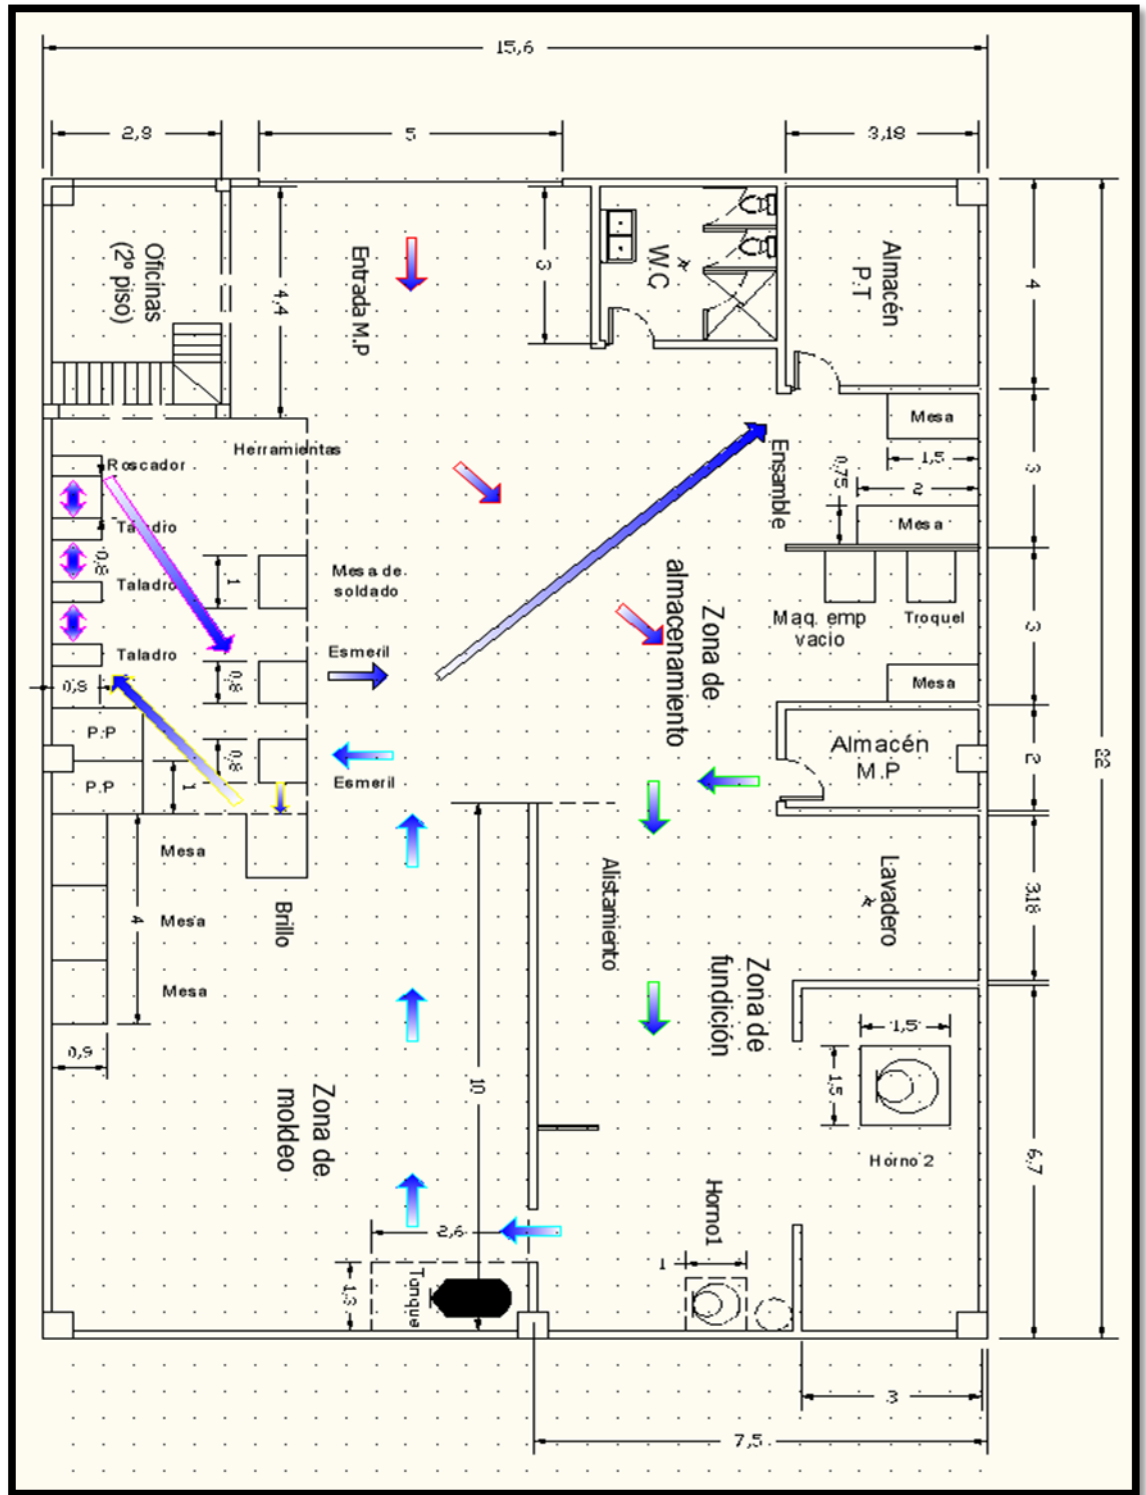 15,6
2,8
5
3,18
Oficinas
(2º piso)
4,4
Entrada M.P
3
W.C
Almacén
P.T
4
22
Herramientas
Roscador
Taladro
0,8
Taladro
Taladro
0,8
P.P
P.P
1
1
0,8
0,8
Mesa de
soldado
Esmeril
Esmeril
Ensamble
0,75
Mesa
1,5
2
Mesa
3
Zona de
almacenamiento
Maq. emp
vacio
Troquel
Mesa
3
Almacén
M.P
2
Mesa
Mesa
Mesa
4
0,9
Brillo
Alistamiento
Lavadero
3,18
Zona de
fundición
10
Zona de
moldeo
1,5
1,5
Horno 2
6,7
Horno1
1
2,6
Tanque
3
7,5